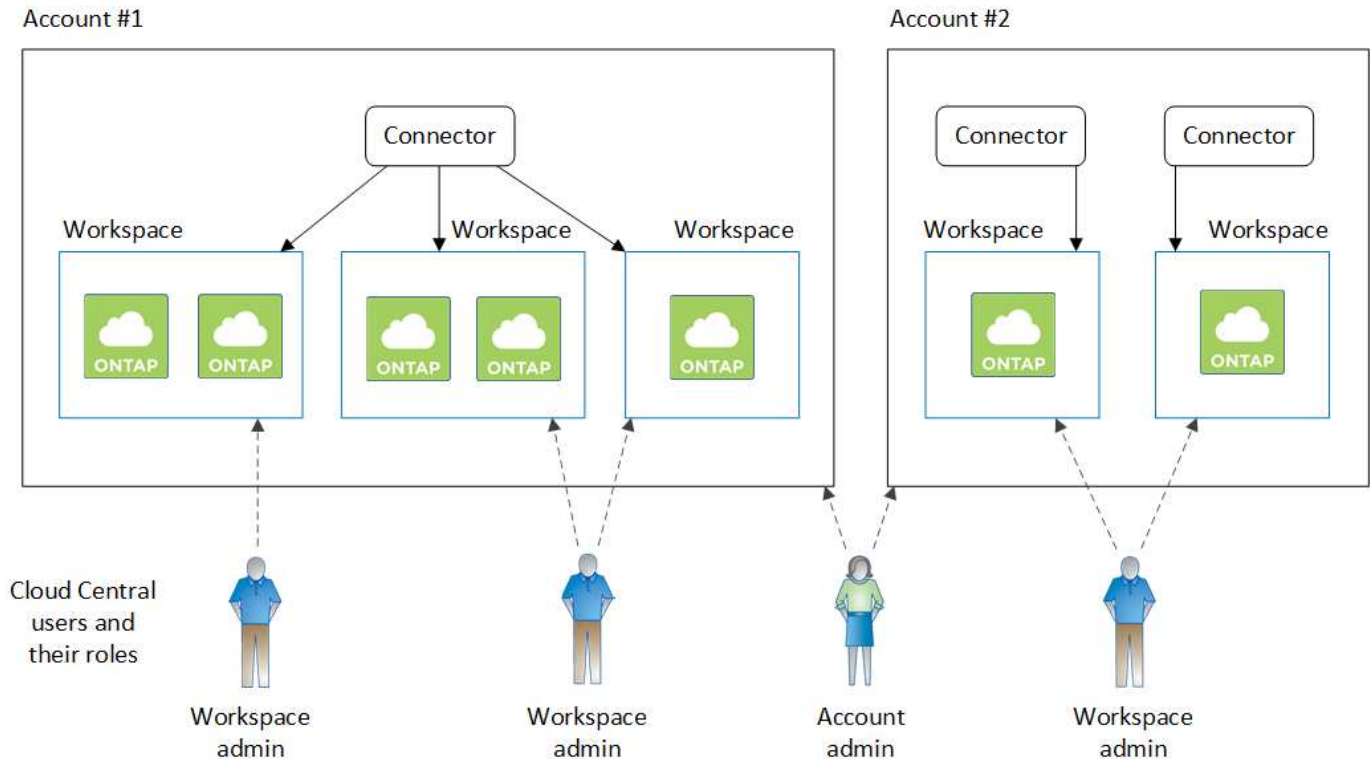 Account #1
Account #2
Connector
Connector
Connector
Workspace
Workspace
Workspace
Workspace
Workspace
ONTAP
ONTAP
ONTAP
ONTAP
ONTAP
ONTAP
ONTAP
Cloud Central
users and
their roles
Workspace
admin
Workspace
admin
Account
admin
Workspace
admin